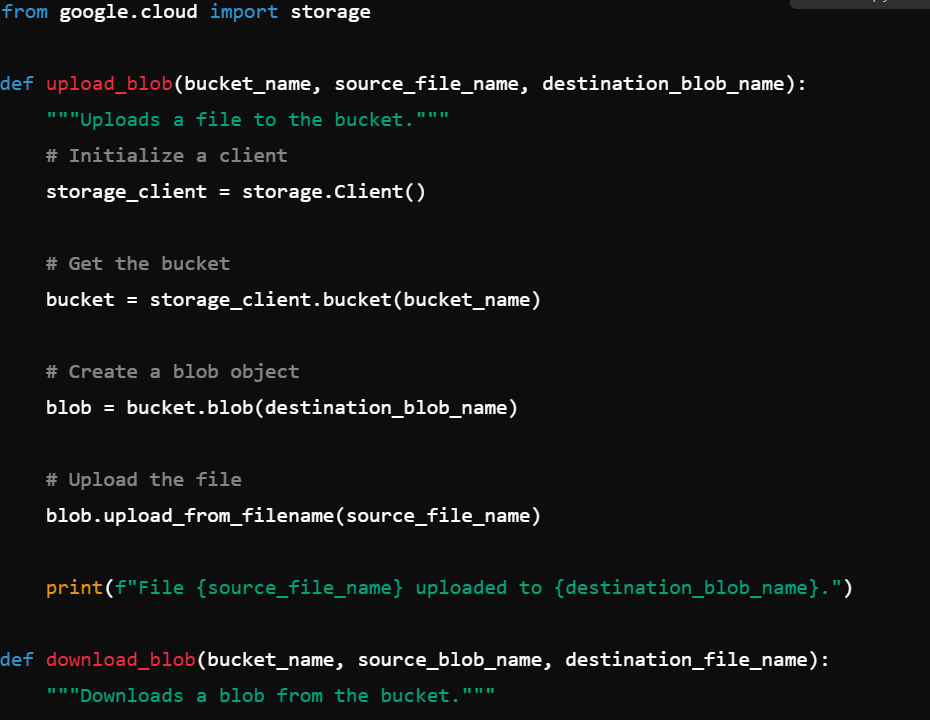 from google.cloud import storage
def upload_blob(bucket_name, source_file_name, destination_blob_name):
    """Uploads a file to the bucket."""
    # Initialize a client
    storage_client = storage.Client()
    # Get the bucket
    bucket = storage_client.bucket(bucket_name)
    # Create a blob object
    blob = bucket.blob(destination_blob_name)
    # Upload the file
    blob.upload_from_filename(source_file_name)
    print(f"File {source_file_name} uploaded to {destination_blob_name}.")
def download_blob(bucket_name, source_blob_name, destination_file_name):
    """Downloads a blob from the bucket."""